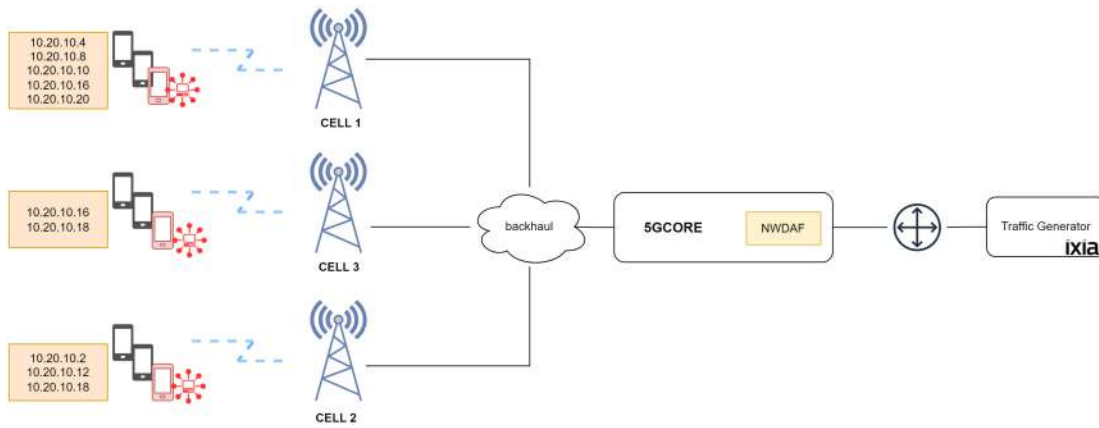 10.20.10.4
10.20.10.8
10.20.10.10
10.20.10.16
10.20.10.20
CELL 1
10.20.10.16
10.20.10.18
CELL 3
backhaul
5GCORE
NWDAF
Traffic Generator
ixia
10.20.10.2
10.20.10.12
10.20.10.18
CELL 2